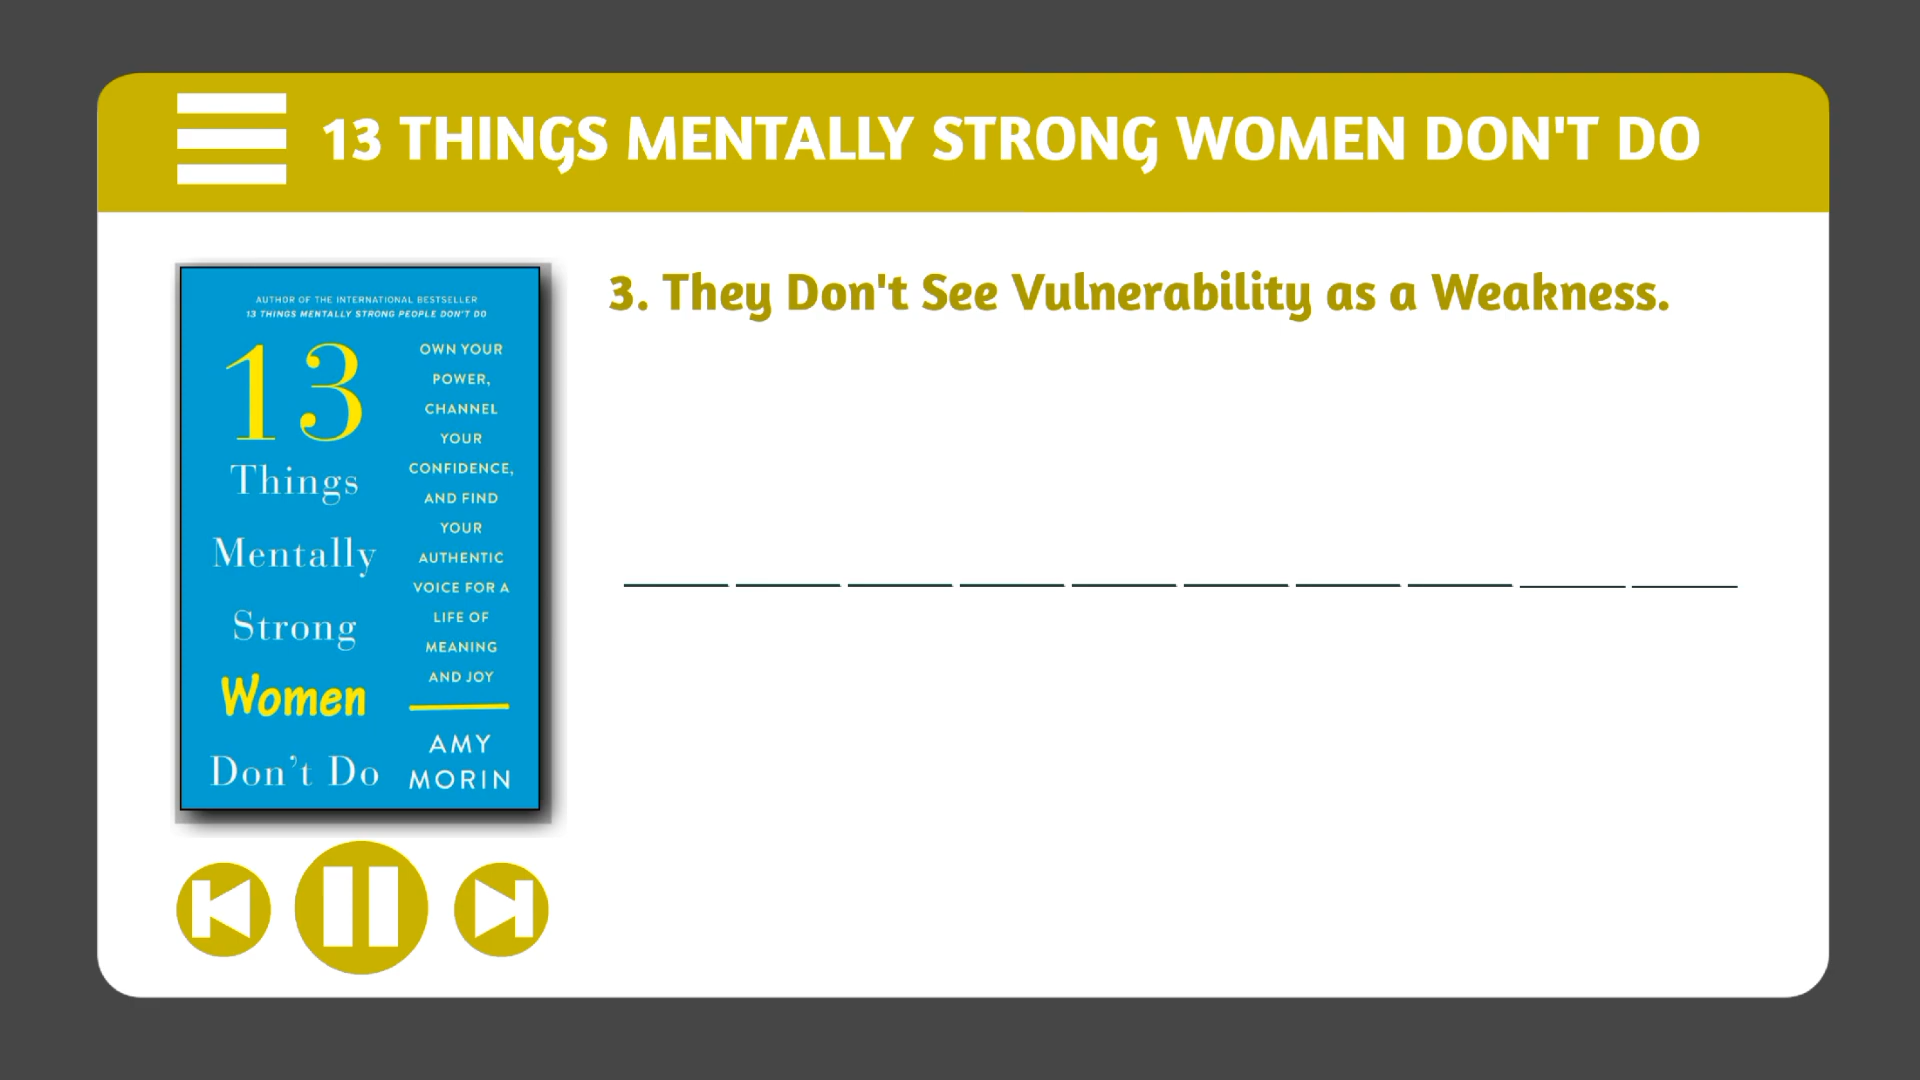 13 THINGS MENTALLY STRONG WOMEN DON'T DO
3. They Don't See Vulnerability as a Weakness.
AUTHOR OF THE INTERNATIONAL BESTSELLER
13 THINGS MENTALLY STRONG PEOPLE DON'T DO
13
Things
Mentally
Strong
Women
Don't Do
OWN YOUR
POWER,
CHANNEL
YOUR
CONFIDENCE,
AND FIND
YOUR
AUTHENTIC
VOICE FOR A
LIFE OF
MEANING
AND JOY
AMY
MORIN